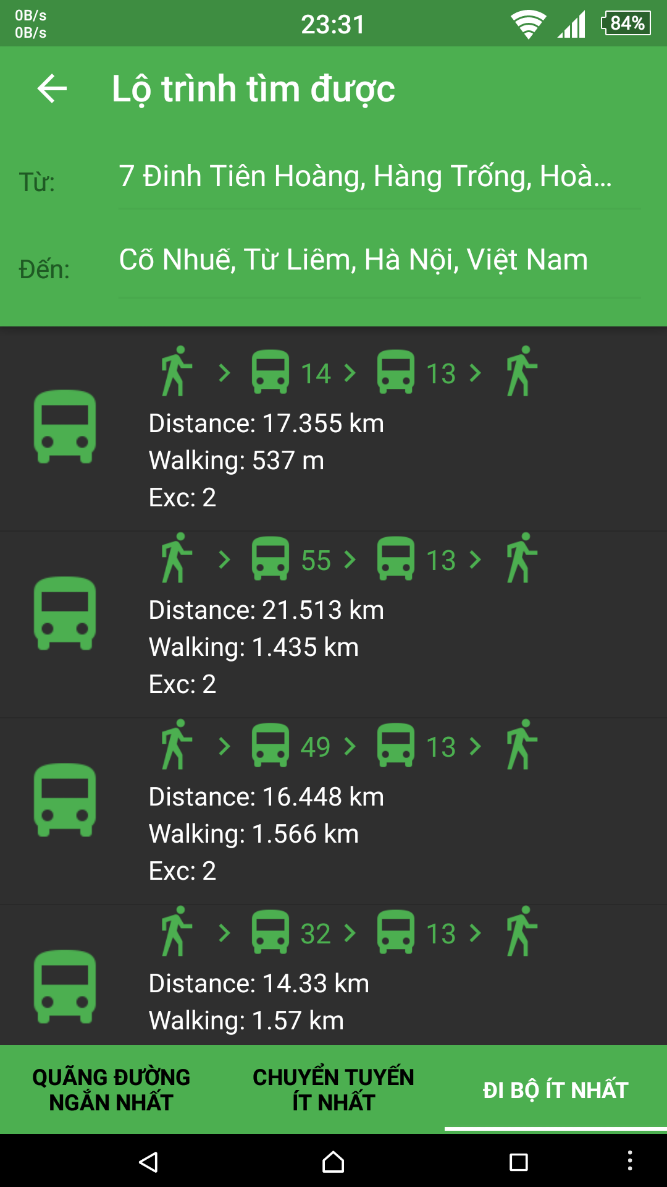 0B/s
0B/s
23:31
84%
Lộ trình tìm được
Từ:
7 Đinh Tiên Hoàng, Hàng Trống, Hoà...
Đến:
Cổ Nhuế, Từ Liêm, Hà Nội, Việt Nam
14 13
Distance: 17.355 km
Walking: 537 m
Exc: 2
55 13
Distance: 21.513 km
Walking: 1.435 km
Exc: 2
49 13
Distance: 16.448 km
Walking: 1.566 km
Exc: 2
32 13
Distance: 14.33 km
Walking: 1.57 km
QUÃNG ĐƯỜNG
NGẮN NHẤT
CHUYỂN TUYẾN
ÍT NHẤT
ĐI BỘ ÍT NHẤT